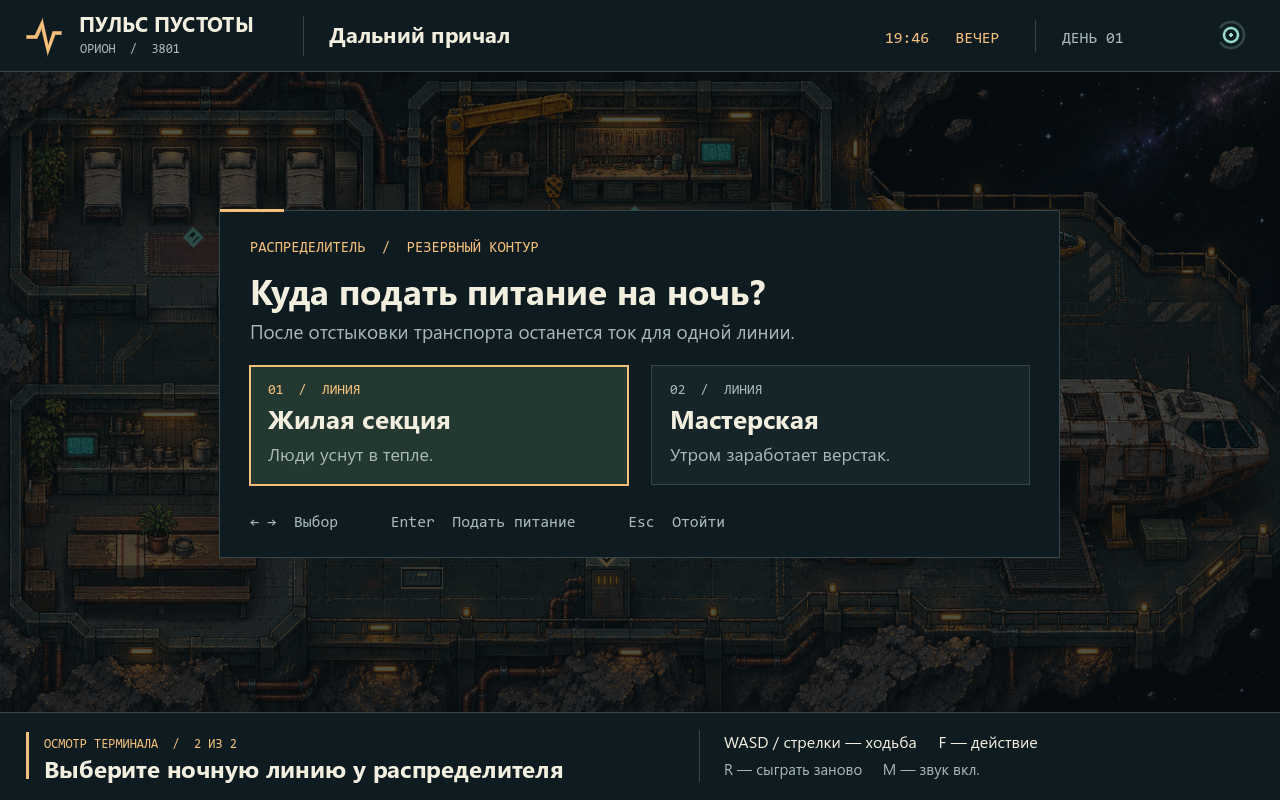 ПУЛЬС ПУСТОТЫ
ОРИОН / 3801
Дальний причал
19:46 ВЕЧЕР
ДЕНЬ 01
РАСПРЕДЕЛИТЕЛЬ / РЕЗЕРВНЫЙ КОНТУР
Куда подать питание на ночь?
После отстыковки транспорта останется ток для одной линии.
01 / ЛИНИЯ
Жилая секция
Люди уснут в тепле.
02 / ЛИНИЯ
Мастерская
Утром заработает верстак.
← → Выбор Enter Подать питание Esc Отойти
ОСМОТР ТЕРМИНАЛА / 2 ИЗ 2
Выберите ночную линию у распределителя
WASD / стрелки — ходьба F — действие
R — сыграть заново M — звук вкл.